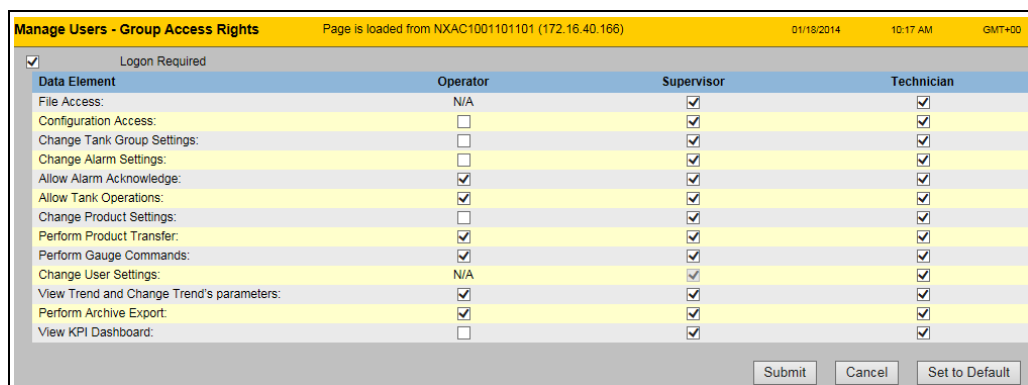 Manage Users - Group Access Rights Page is loaded from NXAC1001101101 (172.16.40.166) 01/18/2014 10:17 AM GMT+00
Logon Required
Data Element Operator Supervisor Technician
File Access: N/A
Configuration Access:
Change Tank Group Settings:
Change Alarm Settings:
Allow Alarm Acknowledge:
Allow Tank Operations:
Change Product Settings:
Perform Product Transfer:
Perform Gauge Commands:
Change User Settings: N/A
View Trend and Change Trend's parameters:
Perform Archive Export:
View KPI Dashboard:
Submit Cancel Set to Default